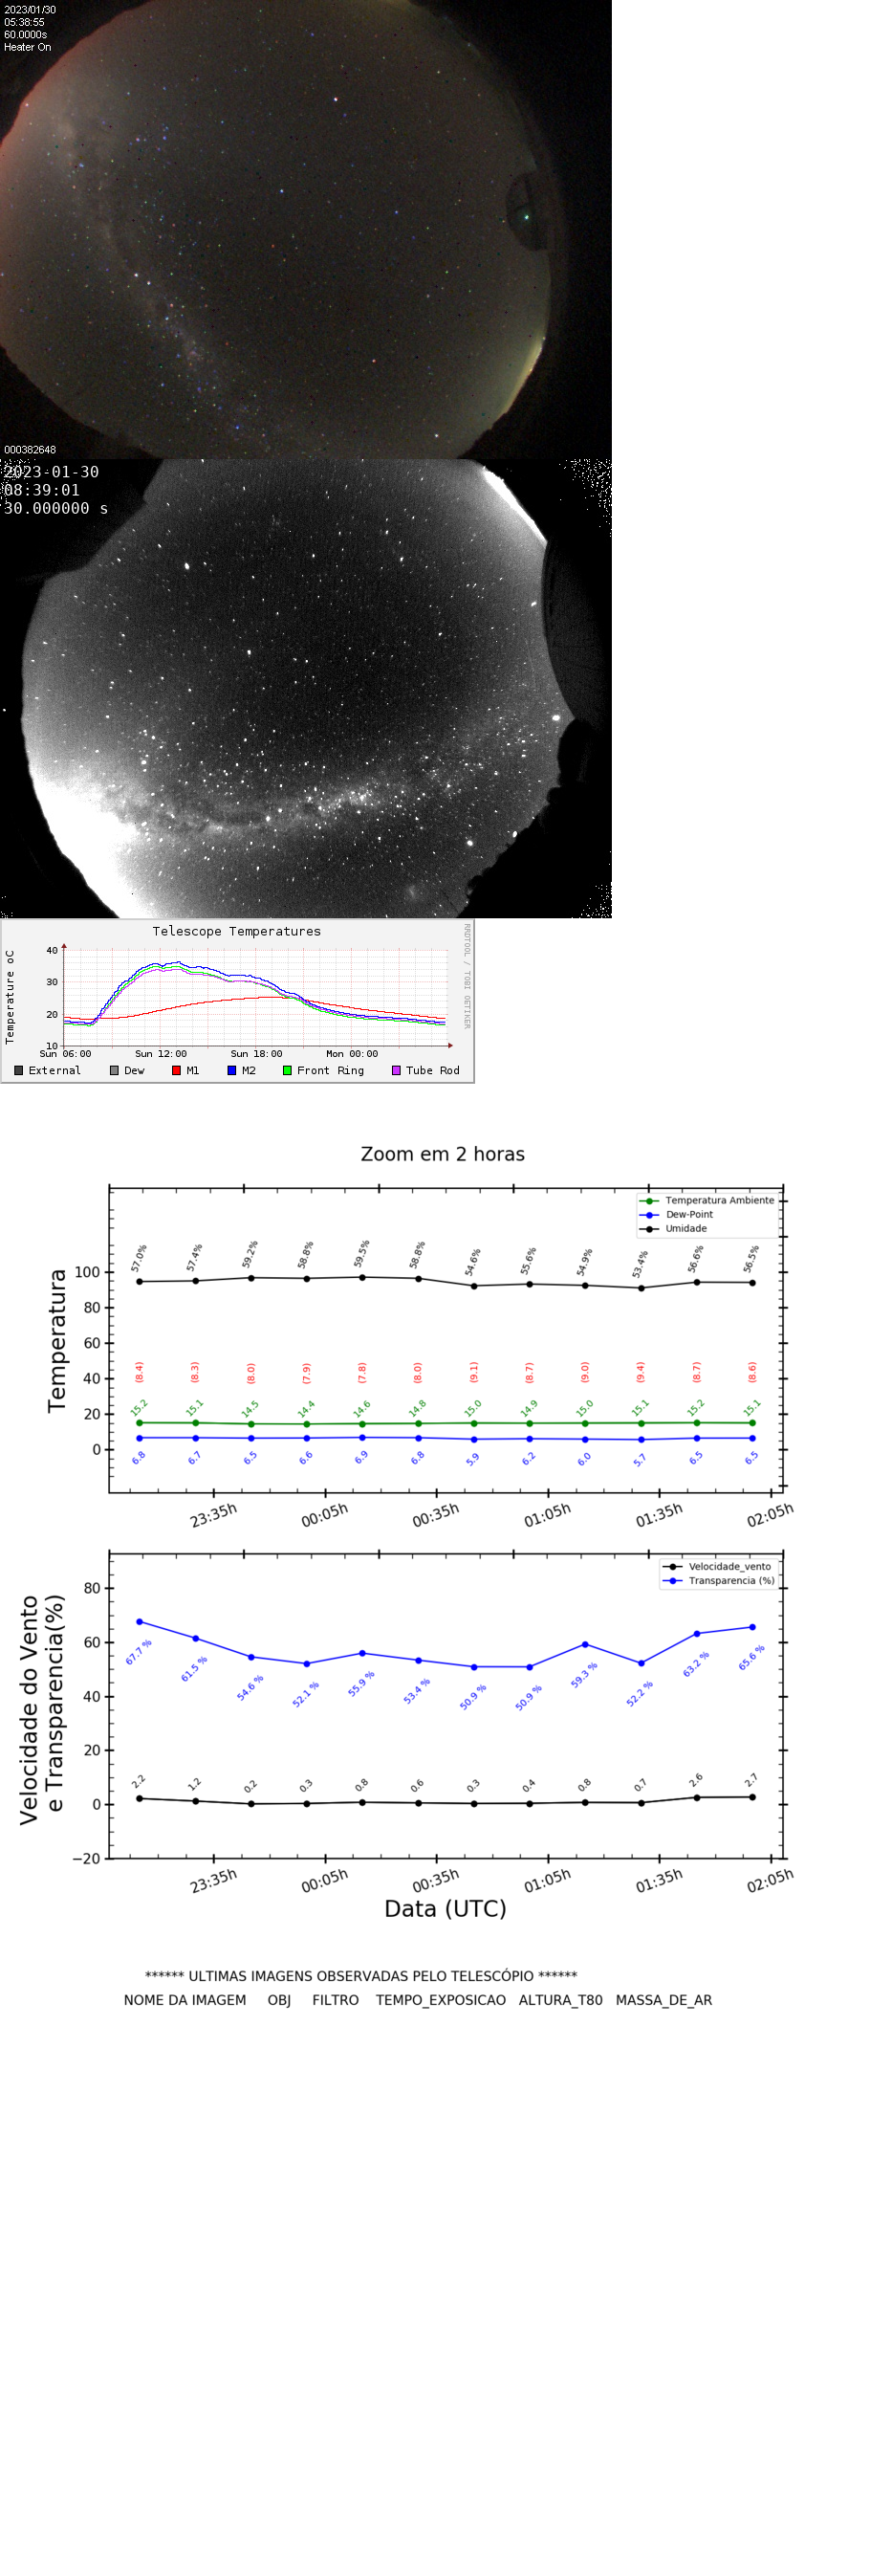 2023/01/30
05:38:55
60.0000s
Heater On
000382648
2023-01-30
08:39:01
30.000000 s
Telescope Temperatures
RRDTOOL / TOBI OETIKER
Temperature oC
40
30
20
10
Sun 06:00 Sun 12:00 Sun 18:00 Mon 00:00
External Dew M1 M2 Front Ring Tube Rod
Zoom em 2 horas
Temperatura Ambiente
Dew-Point
Umidade
Temperatura
100
80
60
40
20
0
57.0% 57.4% 59.2% 58.8% 59.5% 58.8% 54.6% 55.6% 54.9% 53.4% 56.6% 56.5%
(8.4) (8.3) (8.0) (7.9) (7.8) (8.0) (9.1) (8.7) (9.0) (9.4) (8.7) (8.6)
15.2 15.1 14.5 14.4 14.6 14.8 15.0 14.9 15.0 15.1 15.2 15.1
6.8 6.7 6.5 6.6 6.9 6.8 5.9 6.2 6.0 5.7 6.5 6.5
23:35h 00:05h 00:35h 01:05h 01:35h 02:05h
Velocidade_vento
Transparencia (%)
Velocidade do Vento
e Transparencia(%)
80
60
40
20
0
−20
67.7 % 61.5 % 54.6 % 52.1 % 55.9 % 53.4 % 50.9 % 50.9 % 59.3 % 52.2 % 63.2 % 65.6 %
2.2 1.2 0.2 0.3 0.8 0.6 0.3 0.4 0.8 0.7 2.6 2.7
23:35h 00:05h 00:35h 01:05h 01:35h 02:05h
Data (UTC)
****** ULTIMAS IMAGENS OBSERVADAS PELO TELESCÓPIO ******
NOME DA IMAGEM OBJ FILTRO TEMPO_EXPOSICAO ALTURA_T80 MASSA_DE_AR